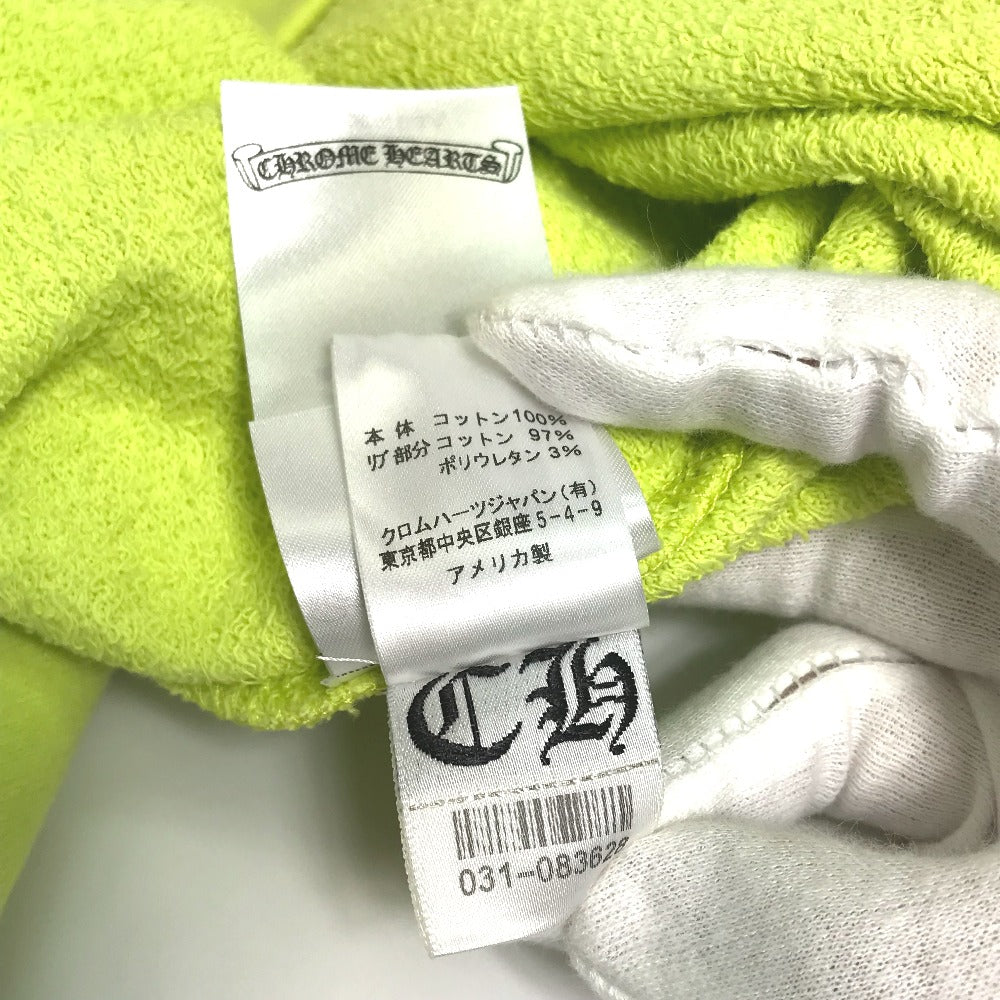 CHROME HEARTS
本体 コットン100%
リブ部分 コットン 97%
ポリウレタン 3%
クロムハーツジャパン(有)
東京都中央区銀座5-4-9
アメリカ製
CH
031-083628